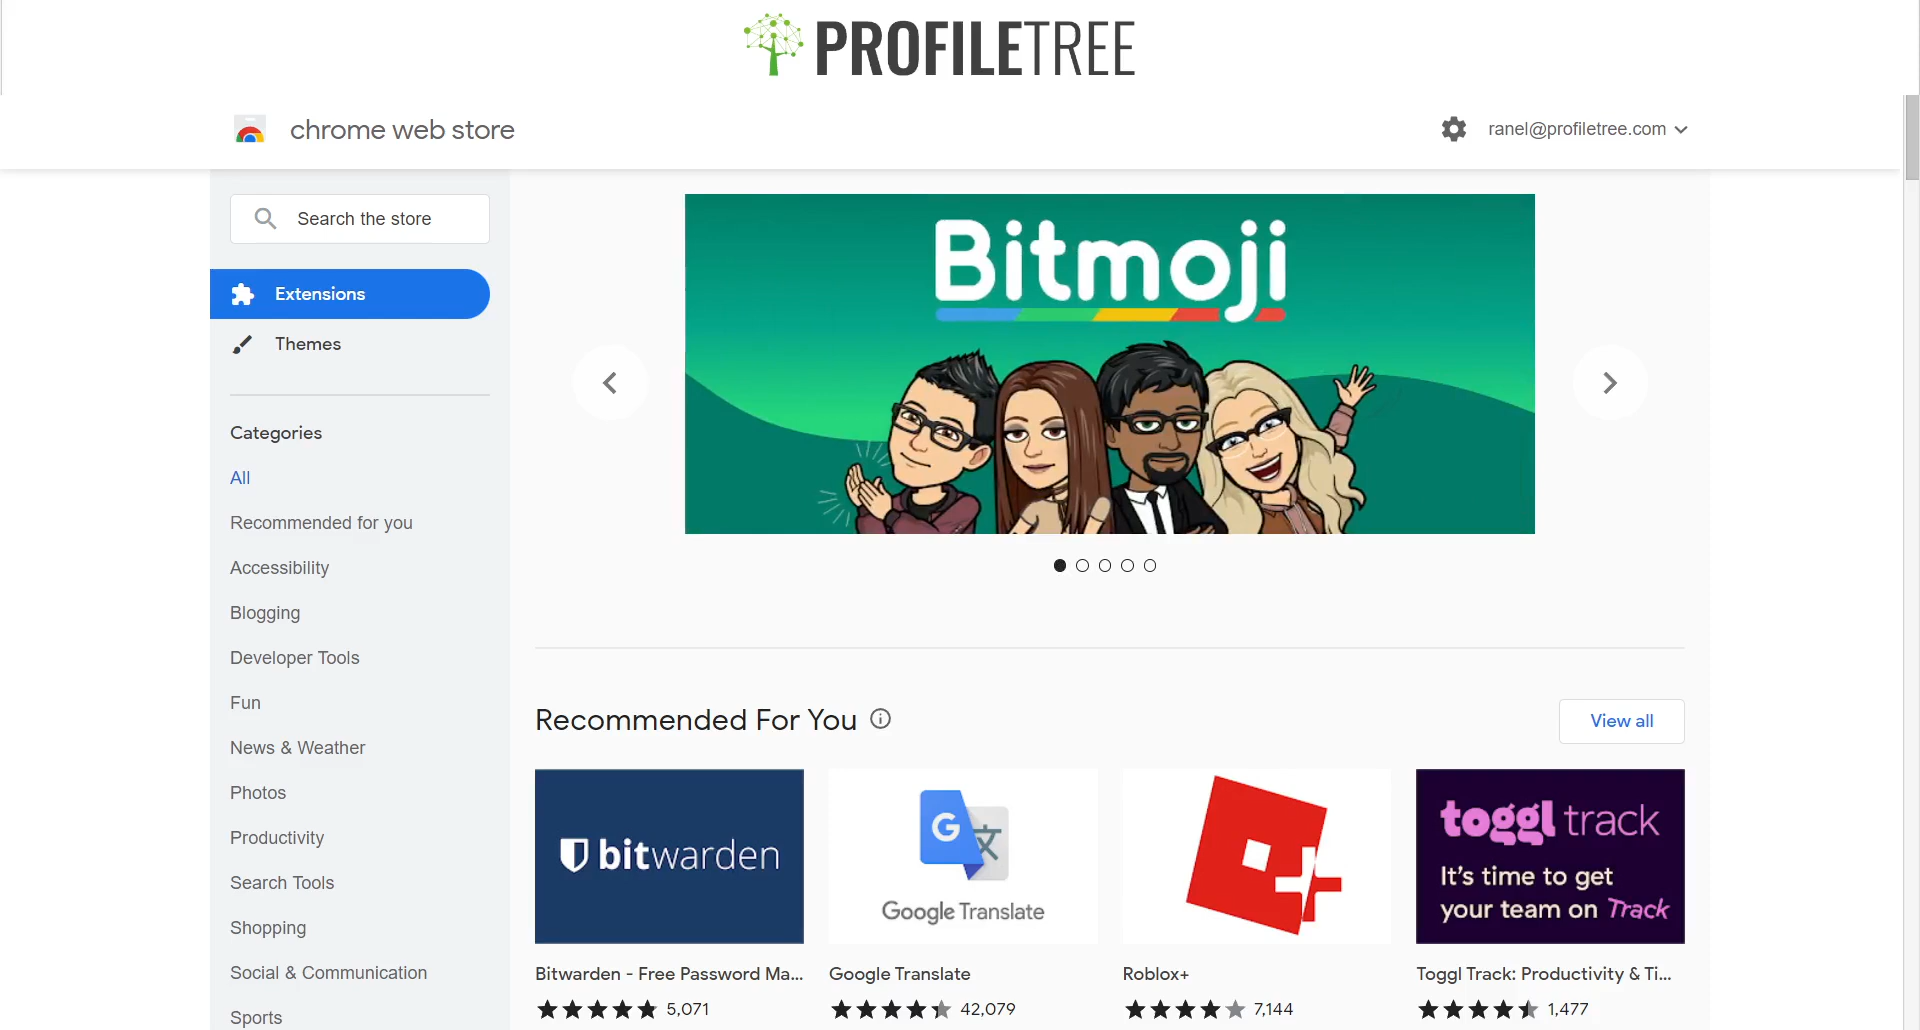 PROFILETREE
chrome web store
ranel@profiletree.com
Search the store
Extensions
Themes
Categories
All
Recommended for you
Accessibility
Blogging
Developer Tools
Fun
News & Weather
Photos
Productivity
Search Tools
Shopping
Social & Communication
Sports
Bitmoji
Recommended For You
View all
bitwarden
G 文
Google Translate
toggl track
It's time to get
your team on Track
Bitwarden - Free Password Ma...
Google Translate
Roblox+
Toggl Track: Productivity & Ti...
5,071
42,079
7,144
1,477